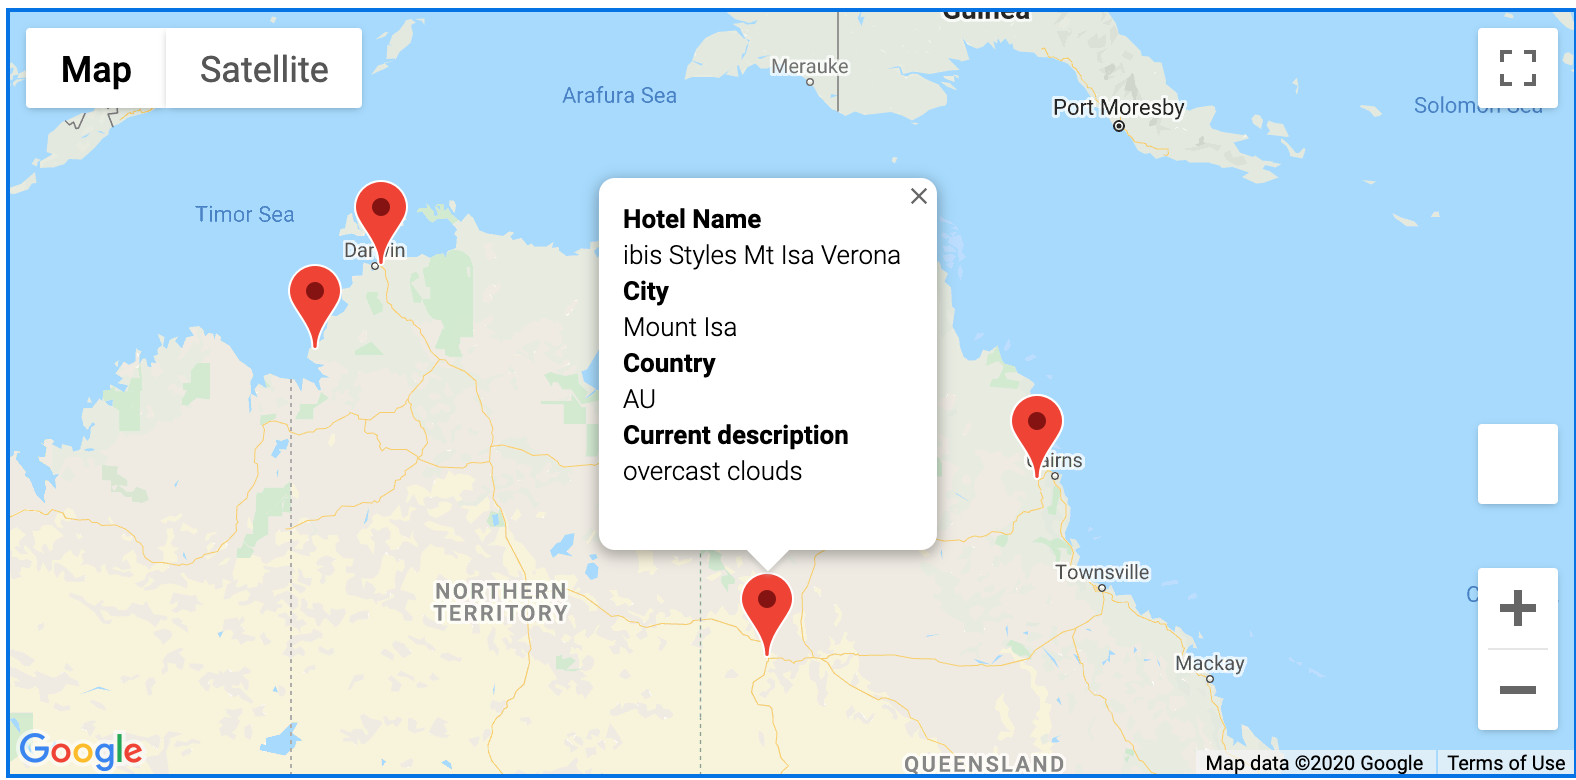 Guinea
Map
Satellite
Merauke
Arafura Sea
Port Moresby
Solomon Sea
Timor Sea
Darwin
Hotel Name
ibis Styles Mt Isa Verona
City
Mount Isa
Country
AU
Current description
overcast clouds
Cairns
Townsville
NORTHERN
TERRITORY
Mackay
QUEENSLAND
Google
Map data ©2020 Google
Terms of Use